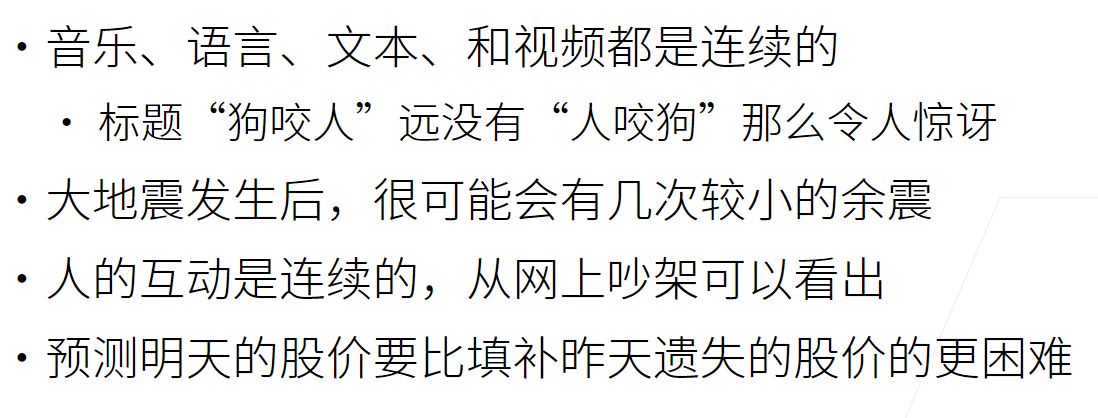 • 音乐、语言、文本、和视频都是连续的
• 标题“狗咬人”远没有“人咬狗”那么令人惊讶
• 大地震发生后，很可能会有几次较小的余震
• 人的互动是连续的，从网上吵架可以看出
• 预测明天的股价要比填补昨天遗失的股价的更困难